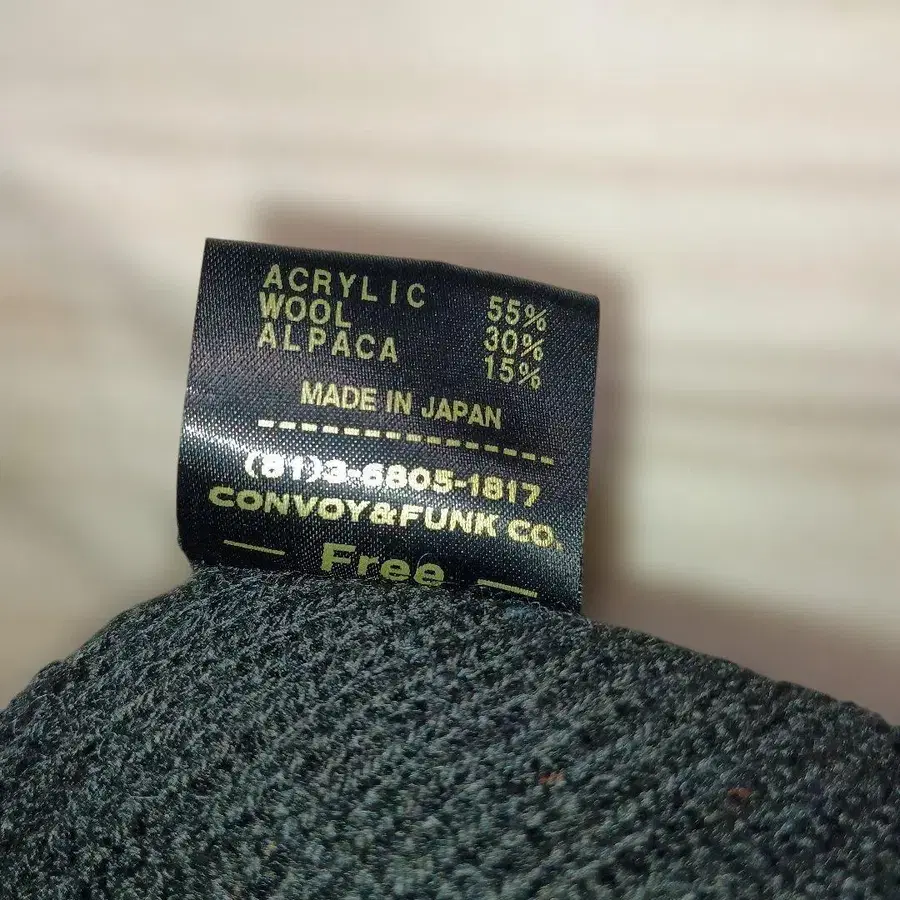 ACRYLIC 55%
WOOL 30%
ALPACA 15%
MADE IN JAPAN
(81)3-6805-1817
CONVOY&FUNK CO.
Free